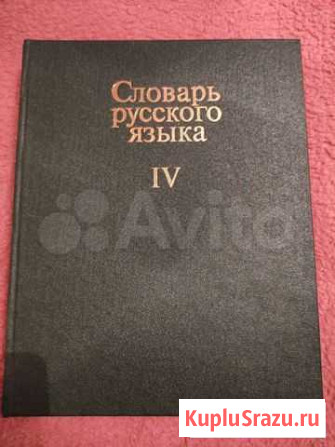 Словарь
русского
языка
IV
Avito
KupluSrazu.ru